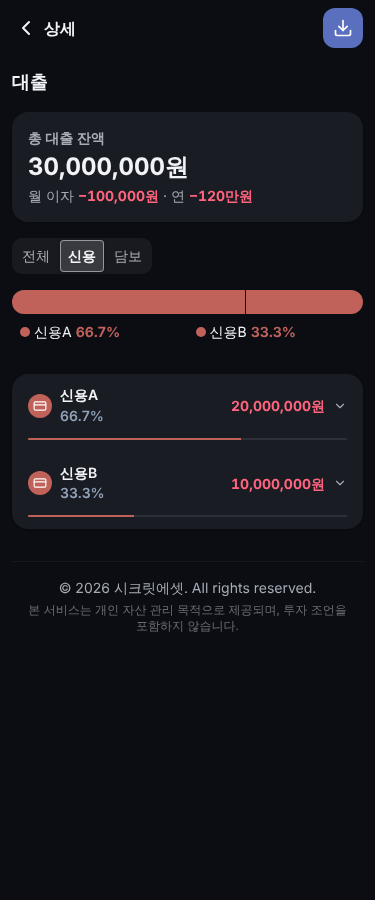 상세
대출
총 대출 잔액
30,000,000원
월 이자 −100,000원 · 연 −120만원
전체 신용 담보
신용A 66.7% 신용B 33.3%
신용A
66.7%
20,000,000원
신용B
33.3%
10,000,000원
© 2026 시크릿에셋. All rights reserved.
본 서비스는 개인 자산 관리 목적으로 제공되며, 투자 조언을
포함하지 않습니다.